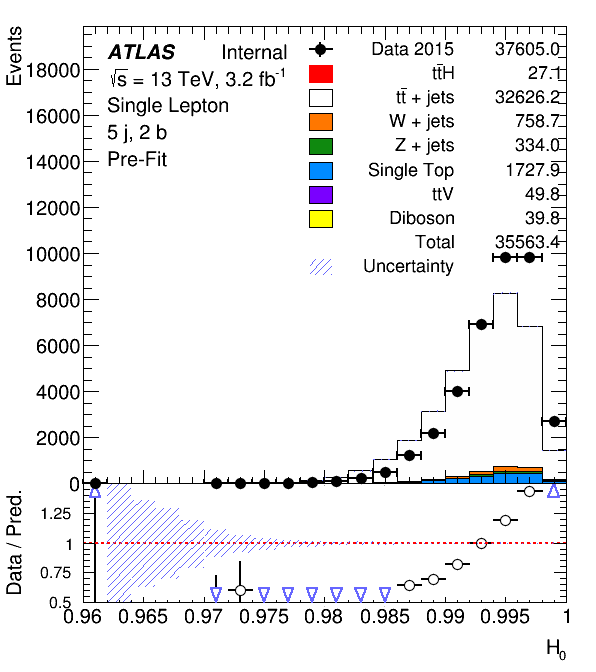 Events
ATLAS Internal
√s = 13 TeV, 3.2 fb⁻¹
Single Lepton
5 j, 2 b
Pre-Fit
Data 2015 37605.0
tt̄H 27.1
tt̄ + jets 32626.2
W + jets 758.7
Z + jets 334.0
Single Top 1727.9
ttV 49.8
Diboson 39.8
Total 35563.4
Uncertainty
18000
16000
14000
12000
10000
8000
6000
4000
2000
0
Data / Pred.
1.25
1
0.75
0.5
0.96 0.965 0.97 0.975 0.98 0.985 0.99 0.995 1
H₀